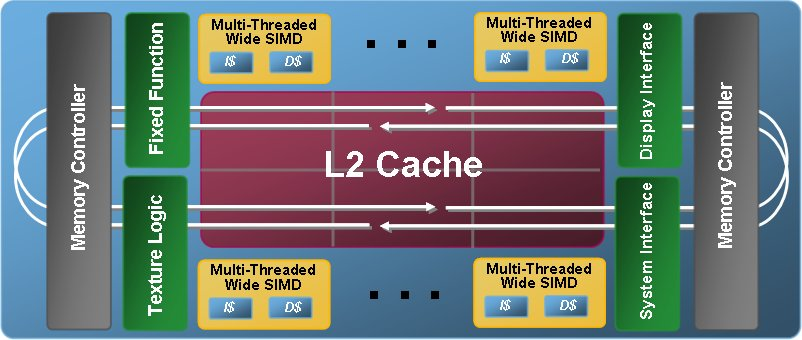 Memory Controller
Fixed Function
Texture Logic
Multi-Threaded
Wide SIMD
I$ D$
. . .
Multi-Threaded
Wide SIMD
I$ D$
L2 Cache
Multi-Threaded
Wide SIMD
I$ D$
. . .
Multi-Threaded
Wide SIMD
I$ D$
Display Interface
System Interface
Memory Controller